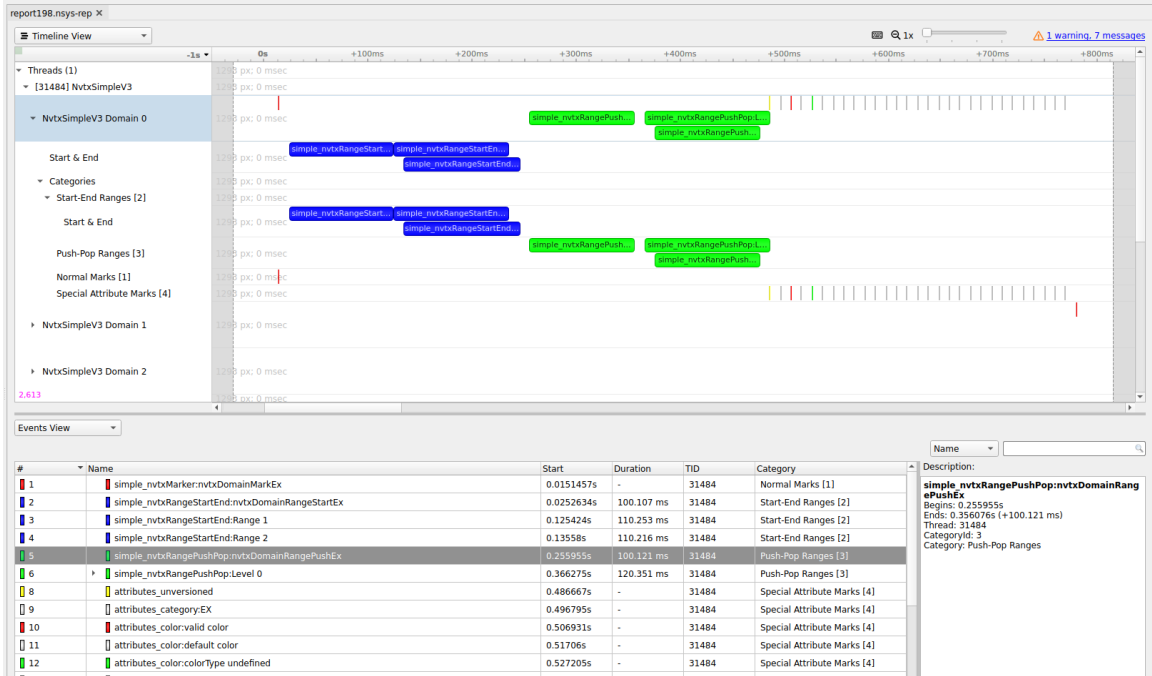 report198.nsys-rep ×
Timeline View
1x
1 warning, 7 messages
-1s
0s +100ms +200ms +300ms +400ms +500ms +600ms +700ms +800ms
Threads (1)
[31484] NvtxSimpleV3
NvtxSimpleV3 Domain 0
simple_nvtxRangePush... simple_nvtxRangePushPop:L...
simple_nvtxRangePush...
Start & End
simple_nvtxRangeStart... simple_nvtxRangeStartEn...
simple_nvtxRangeStartEnd...
Categories
Start-End Ranges [2]
Start & End
simple_nvtxRangeStart... simple_nvtxRangeStartEn...
simple_nvtxRangeStartEnd...
Push-Pop Ranges [3]
simple_nvtxRangePush... simple_nvtxRangePushPop:L...
simple_nvtxRangePush...
Normal Marks [1]
Special Attribute Marks [4]
NvtxSimpleV3 Domain 1
NvtxSimpleV3 Domain 2
2,613
Events View
Name
# Name Start Duration TID Category
1 simple_nvtxMarker:nvtxDomainMarkEx 0.0151457s - 31484 Normal Marks [1]
2 simple_nvtxRangeStartEnd:nvtxDomainRangeStartEx 0.0252634s 100.107 ms 31484 Start-End Ranges [2]
3 simple_nvtxRangeStartEnd:Range 1 0.125424s 110.253 ms 31484 Start-End Ranges [2]
4 simple_nvtxRangeStartEnd:Range 2 0.13558s 110.216 ms 31484 Start-End Ranges [2]
5 simple_nvtxRangePushPop:nvtxDomainRangePushEx 0.255955s 100.121 ms 31484 Push-Pop Ranges [3]
6 simple_nvtxRangePushPop:Level 0 0.366275s 120.351 ms 31484 Push-Pop Ranges [3]
8 attributes_unversioned 0.486667s - 31484 Special Attribute Marks [4]
9 attributes_category:EX 0.496795s - 31484 Special Attribute Marks [4]
10 attributes_color:valid color 0.506931s - 31484 Special Attribute Marks [4]
11 attributes_color:default color 0.51706s - 31484 Special Attribute Marks [4]
12 attributes_color:colorType undefined 0.527205s - 31484 Special Attribute Marks [4]
Description:
simple_nvtxRangePushPop:nvtxDomainRang
ePushEx
Begins: 0.255955s
Ends: 0.356076s (+100.121 ms)
Thread: 31484
CategoryId: 3
Category: Push-Pop Ranges